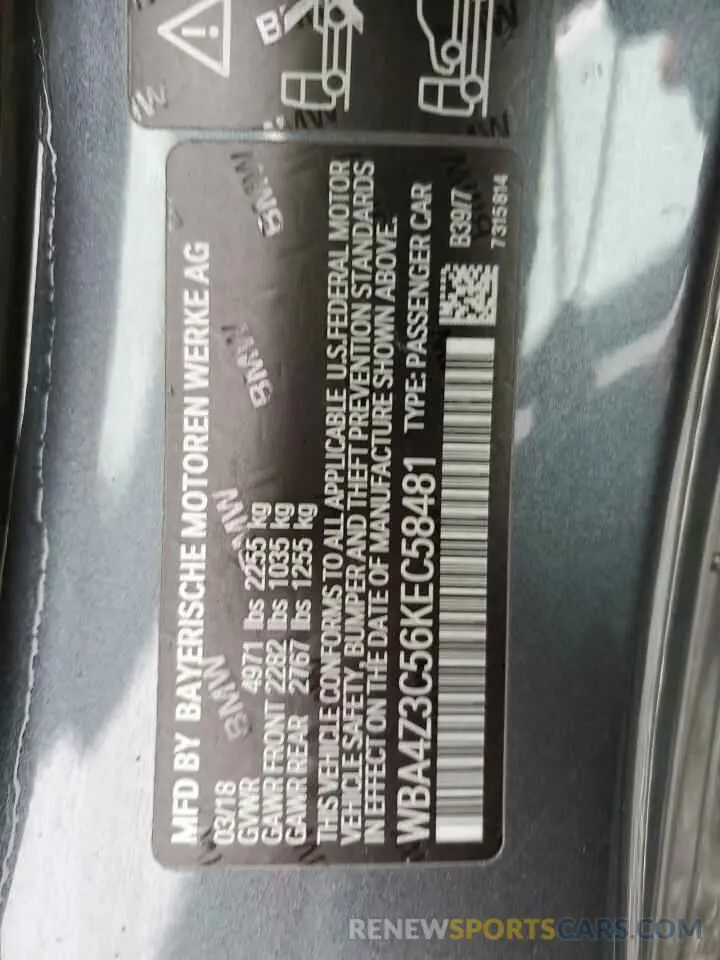 MFD BY BAYERISCHE MOTOREN WERKE AG
03/18
GVWR 4971 lbs 2255 kg
GAWR FRONT 2282 lbs 1035 kg
GAWR REAR 2767 lbs 1255 kg
THIS VEHICLE CONFORMS TO ALL APPLICABLE U.S. FEDERAL MOTOR
VEHICLE SAFETY, BUMPER AND THEFT PREVENTION STANDARDS
IN EFFECT ON THE DATE OF MANUFACTURE SHOWN ABOVE.
WBA4Z3C56KEC58481 TYPE: PASSENGER CAR
B39/7
7315814
BMW
BMW
BMW
RENEWSPORTSCARS.COM